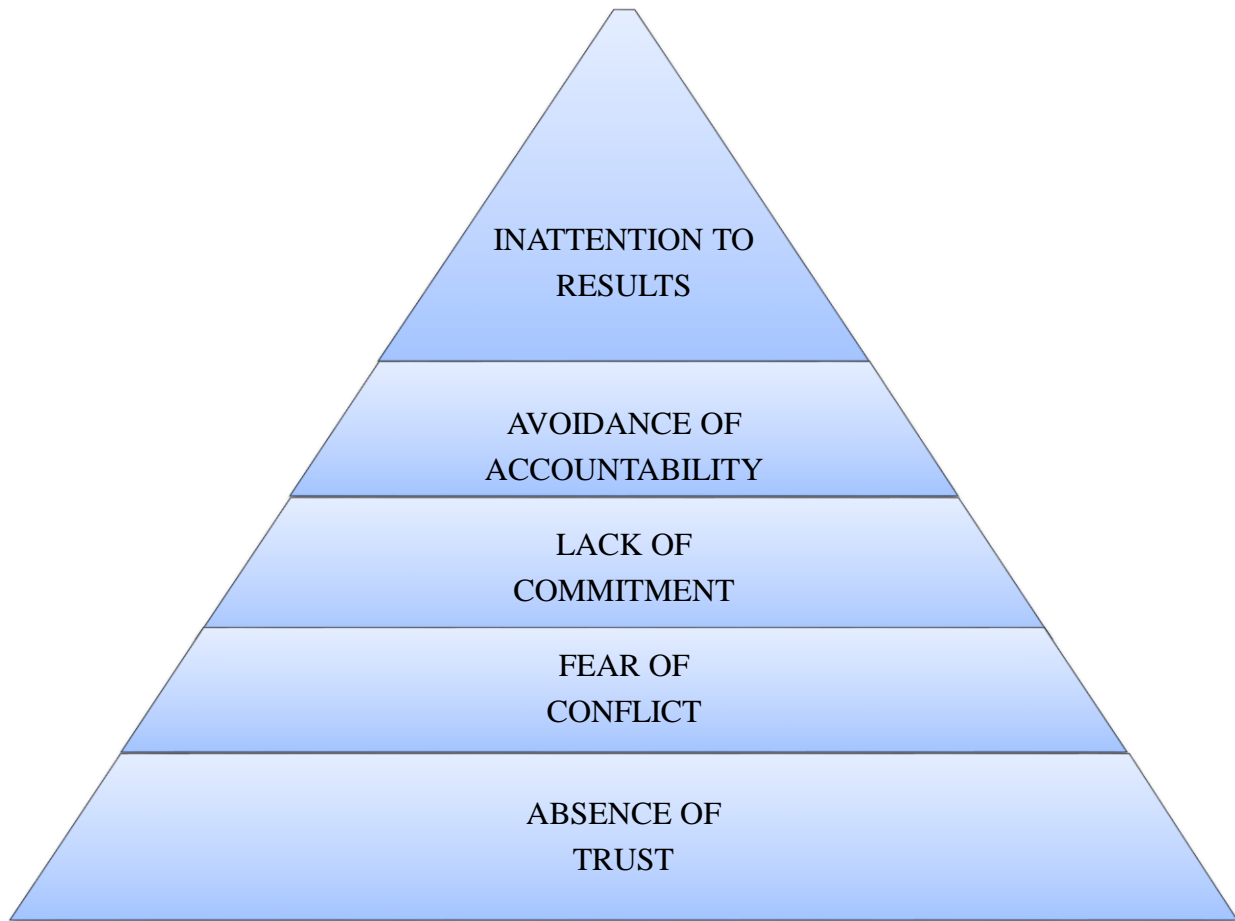 INATTENTION TO
RESULTS
AVOIDANCE OF
ACCOUNTABILITY
LACK OF
COMMITMENT
FEAR OF
CONFLICT
ABSENCE OF
TRUST